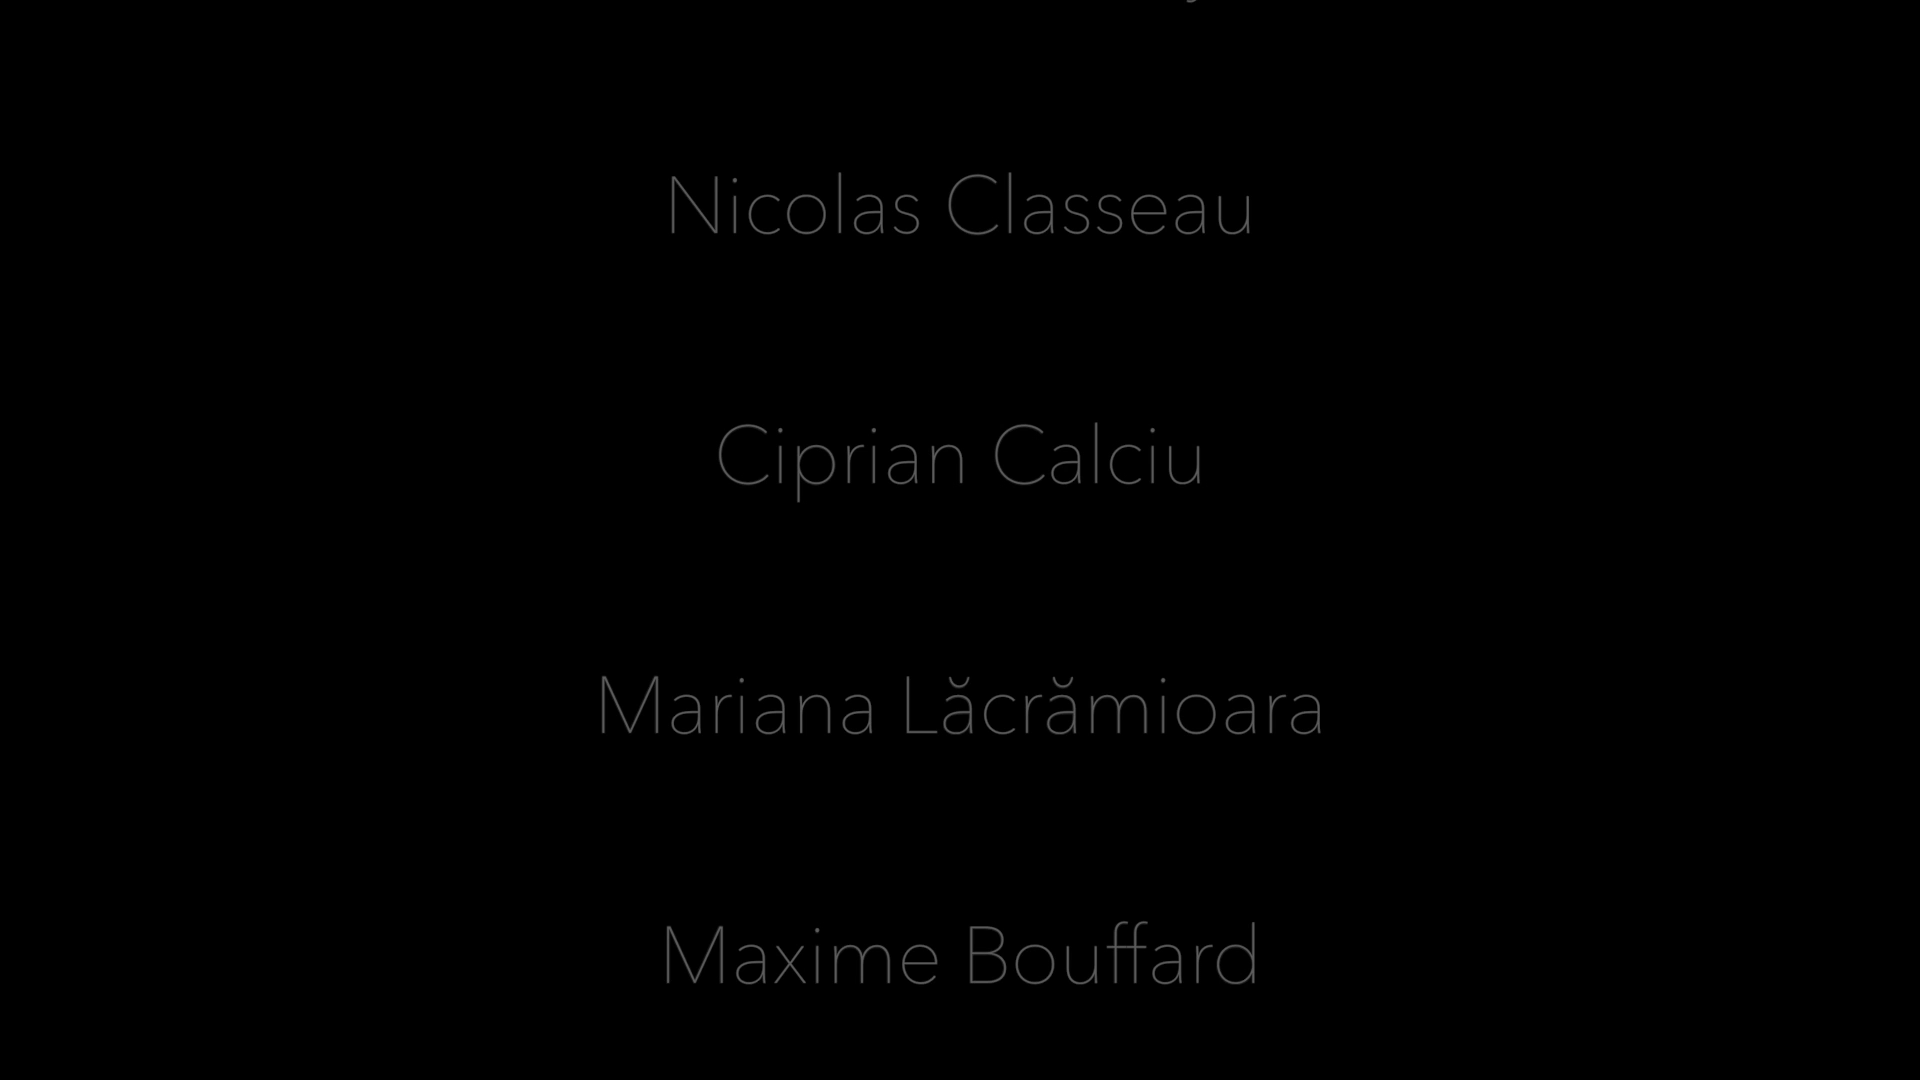 Nicolas Classeau
Ciprian Calciu
Mariana Lăcrămioara
Maxime Bouffard